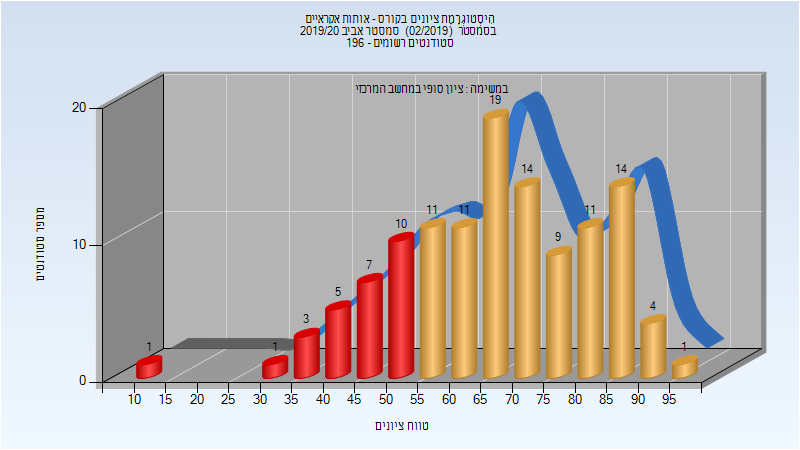 היסטוגרמת ציונים בקורס - אותות אקראיים
בסמסטר (02/2019) סמסטר אביב 2019/20
סטודנטים רשומים - 196
במשימה : ציון סופי במחשב המרכזי
מספר סטודנטים
20
10
0
1
1
3
5
7
10
11
11
19
14
9
11
14
4
1
10 15 20 25 30 35 40 45 50 55 60 65 70 75 80 85 90 95
טווח ציונים